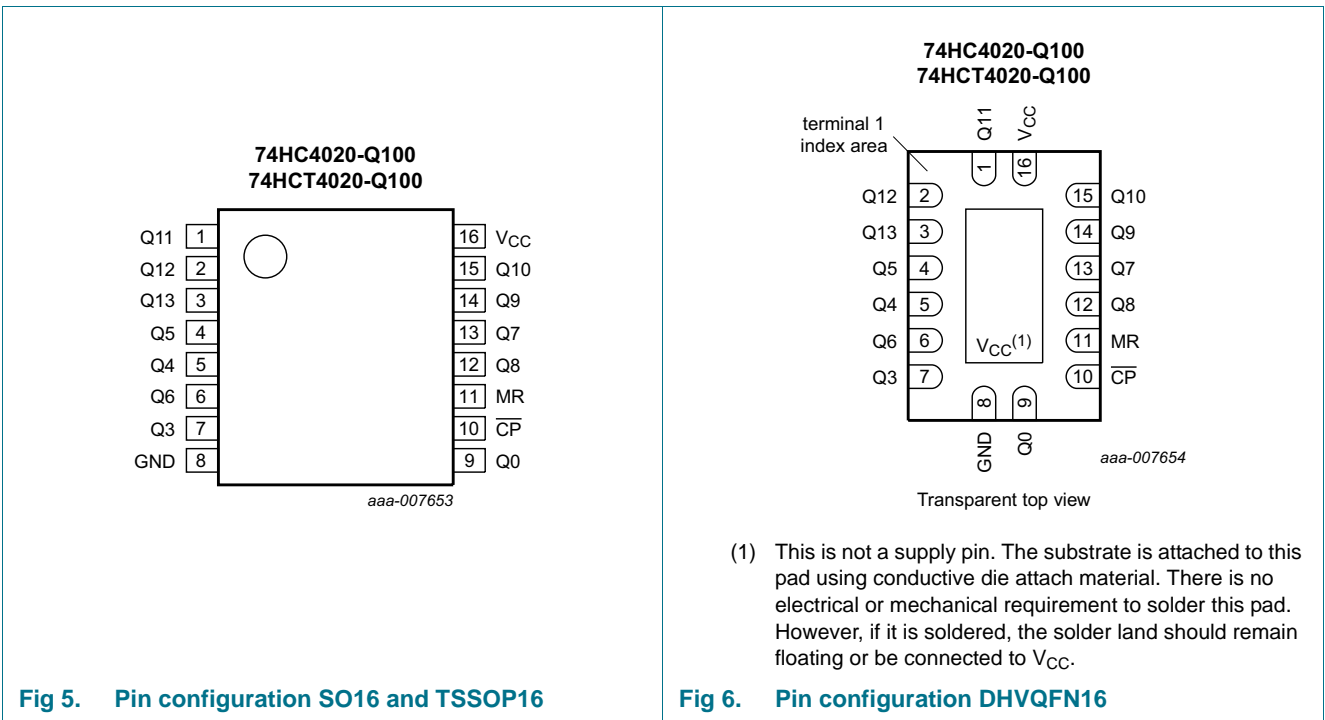 74HC4020-Q100
74HCT4020-Q100
Q11 1 16 VCC
Q12 2 15 Q10
Q13 3 14 Q9
Q5 4 13 Q7
Q4 5 12 Q8
Q6 6 11 MR
Q3 7 10 CP
GND 8 9 Q0
aaa-007653
Fig 5. Pin configuration SO16 and TSSOP16
74HC4020-Q100
74HCT4020-Q100
terminal 1
index area
Q11 VCC
1 16
Q12 2 15 Q10
Q13 3 14 Q9
Q5 4 13 Q7
Q4 5 12 Q8
Q6 6 VCC(1) 11 MR
Q3 7 10 CP
8 9
GND Q0
aaa-007654
Transparent top view
(1) This is not a supply pin. The substrate is attached to this
pad using conductive die attach material. There is no
electrical or mechanical requirement to solder this pad.
However, if it is soldered, the solder land should remain
floating or be connected to VCC.
Fig 6. Pin configuration DHVQFN16